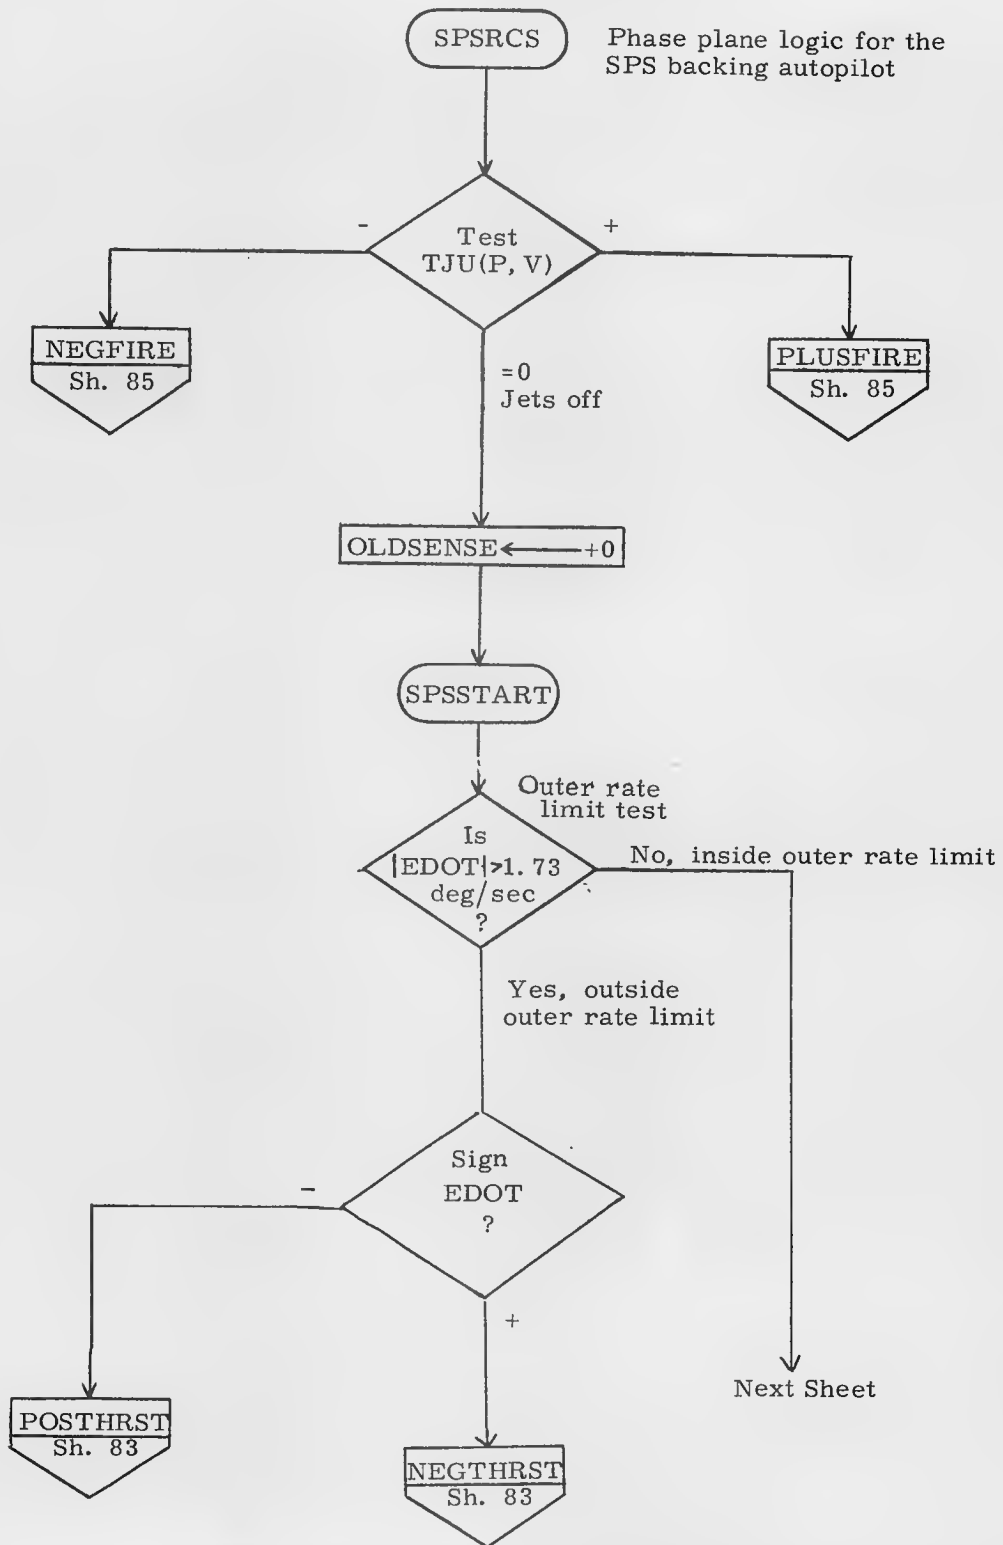 SPSRCS
Phase plane logic for the
SPS backing autopilot
-
+
Test
TJU(P, V)
NEGFIRE
Sh. 85
PLUSFIRE
Sh. 85
=0
Jets off
OLDSENSE ← +0
SPSSTART
Outer rate
limit test
Is
|EDOT|>1.73
deg/sec
?
No, inside outer rate limit
Yes, outside
outer rate limit
Sign
EDOT
?
-
+
Next Sheet
POSTHRST
Sh. 83
NEGTHRST
Sh. 83